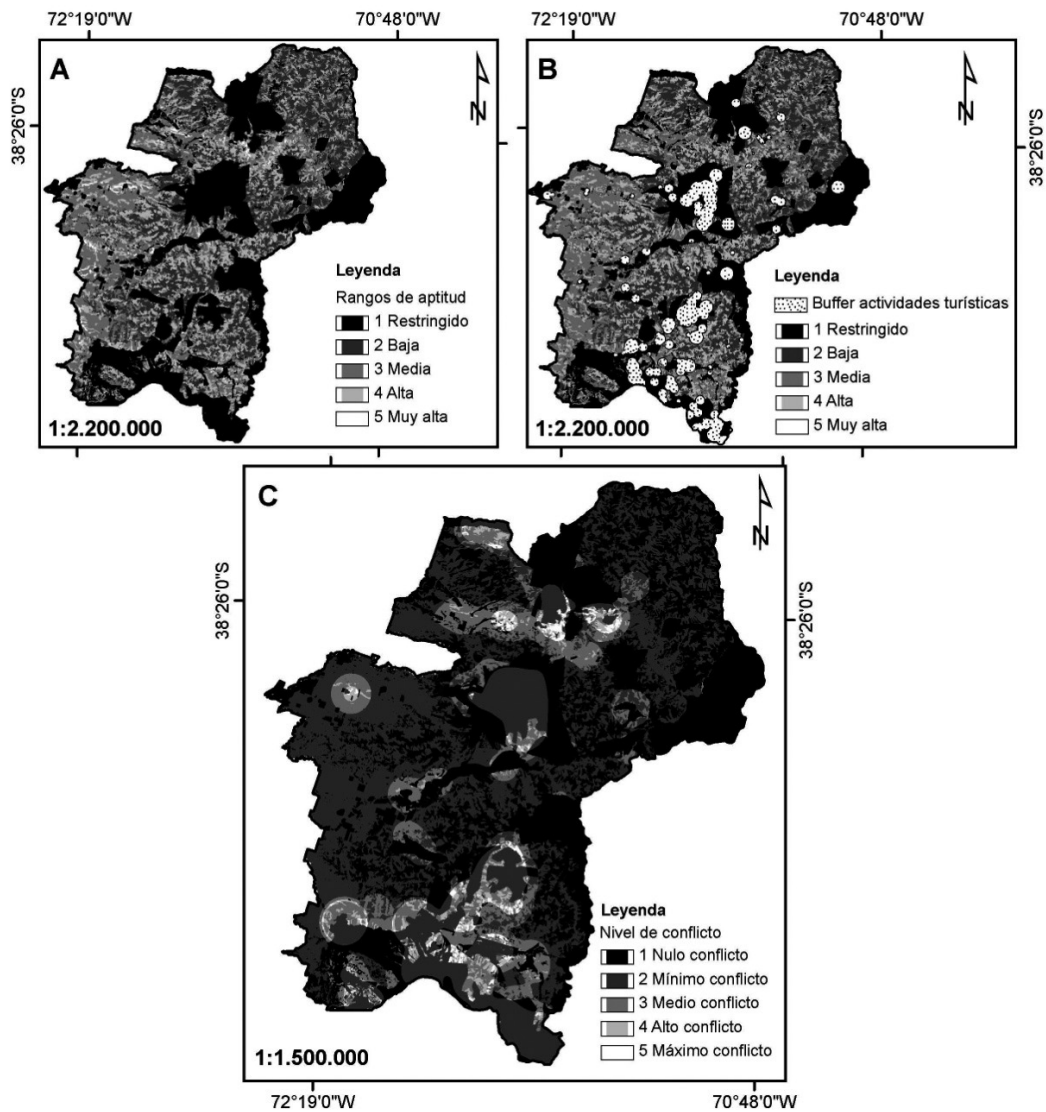 72°19'0"W
70°48'0"W
72°19'0"W
70°48'0"W
A
N
38°26'0"S
Leyenda
Rangos de aptitud
1 Restringido
2 Baja
3 Media
4 Alta
5 Muy alta
1:2.200.000
B
N
38°26'0"S
Leyenda
Buffer actividades turísticas
1 Restringido
2 Baja
3 Media
4 Alta
5 Muy alta
1:2.200.000
C
N
38°26'0"S
38°26'0"S
Leyenda
Nivel de conflicto
1 Nulo conflicto
2 Mínimo conflicto
3 Medio conflicto
4 Alto conflicto
5 Máximo conflicto
1:1.500.000
72°19'0"W
70°48'0"W